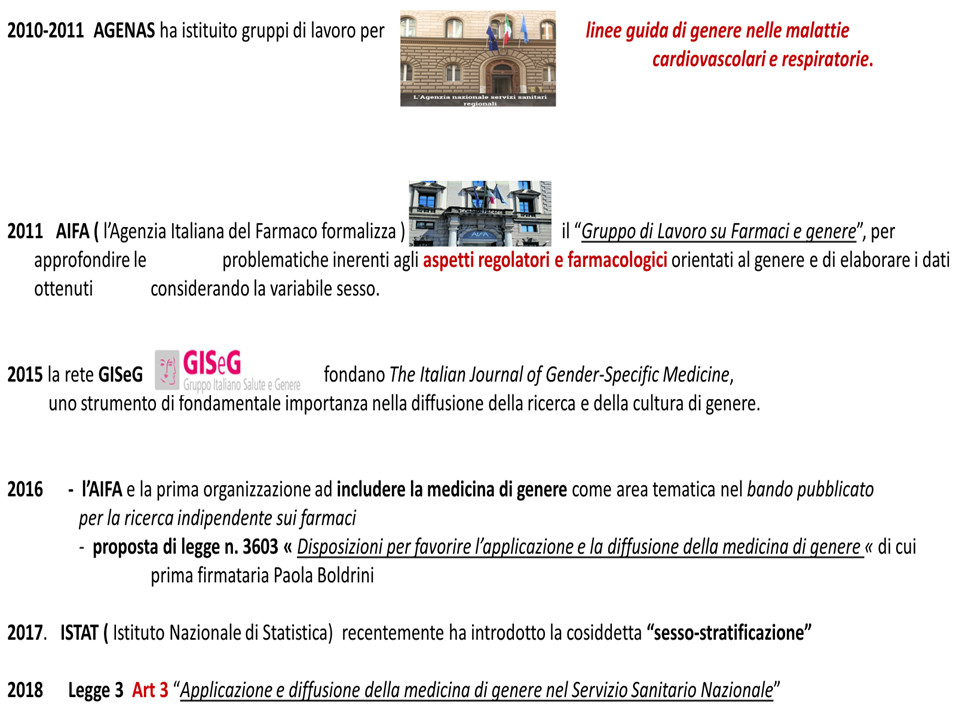 2010-2011 AGENAS ha istituito gruppi di lavoro per linee guida di genere nelle malattie
cardiovascolari e respiratorie.
L'Agenzia nazionale servizi sanitari
regionali
2011 AIFA ( l’Agenzia Italiana del Farmaco formalizza ) il “Gruppo di Lavoro su Farmaci e genere”, per
approfondire le problematiche inerenti agli aspetti regolatori e farmacologici orientati al genere e di elaborare i dati
ottenuti considerando la variabile sesso.
2015 la rete GISeG GISeG fondano The Italian Journal of Gender-Specific Medicine,
Gruppo Italiano Salute e Genere
uno strumento di fondamentale importanza nella diffusione della ricerca e della cultura di genere.
2016 - l’AIFA e la prima organizzazione ad includere la medicina di genere come area tematica nel bando pubblicato
per la ricerca indipendente sui farmaci
- proposta di legge n. 3603 « Disposizioni per favorire l’applicazione e la diffusione della medicina di genere « di cui
prima firmataria Paola Boldrini
2017. ISTAT ( Istituto Nazionale di Statistica) recentemente ha introdotto la cosiddetta “sesso-stratificazione”
2018 Legge 3 Art 3 “Applicazione e diffusione della medicina di genere nel Servizio Sanitario Nazionale”